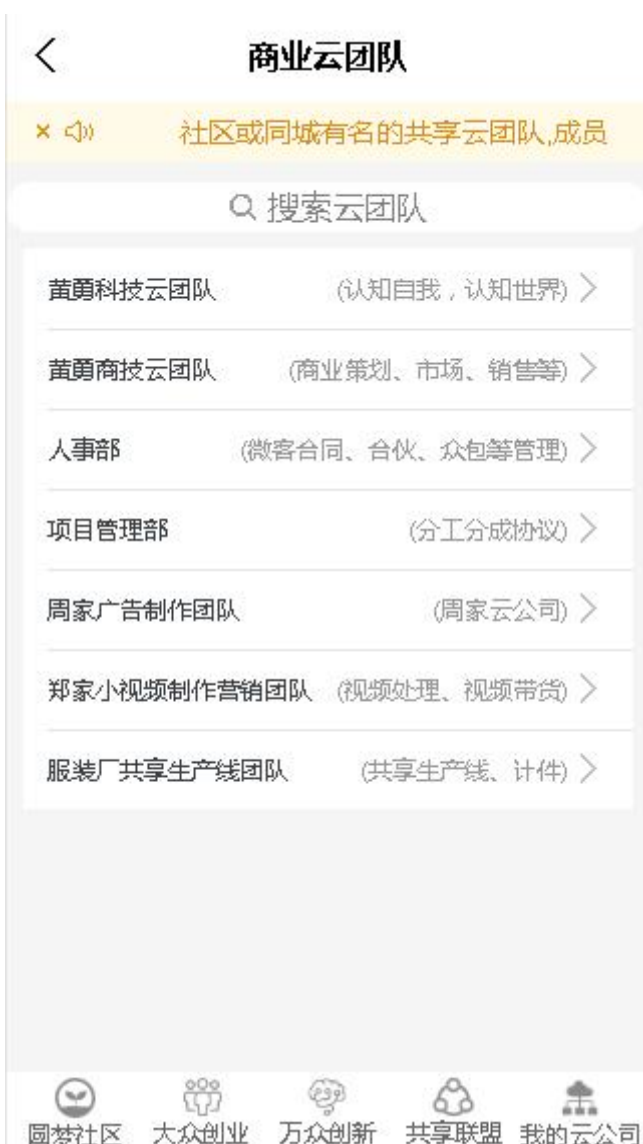 商业云团队
社区或同城有名的共享云团队,成员
搜索云团队
黄勇科技云团队 (认知自我，认知世界)
黄勇商技云团队 (商业策划、市场、销售等)
人事部 (微客合同、合伙、众包等管理)
项目管理部 (分工分成协议)
周家广告制作团队 (周家云公司)
郑家小视频制作营销团队 (视频处理、视频带货)
服装厂共享生产线团队 (共享生产线、计件)
圆梦社区 大众创业 万众创新 共享联盟 我的云公司